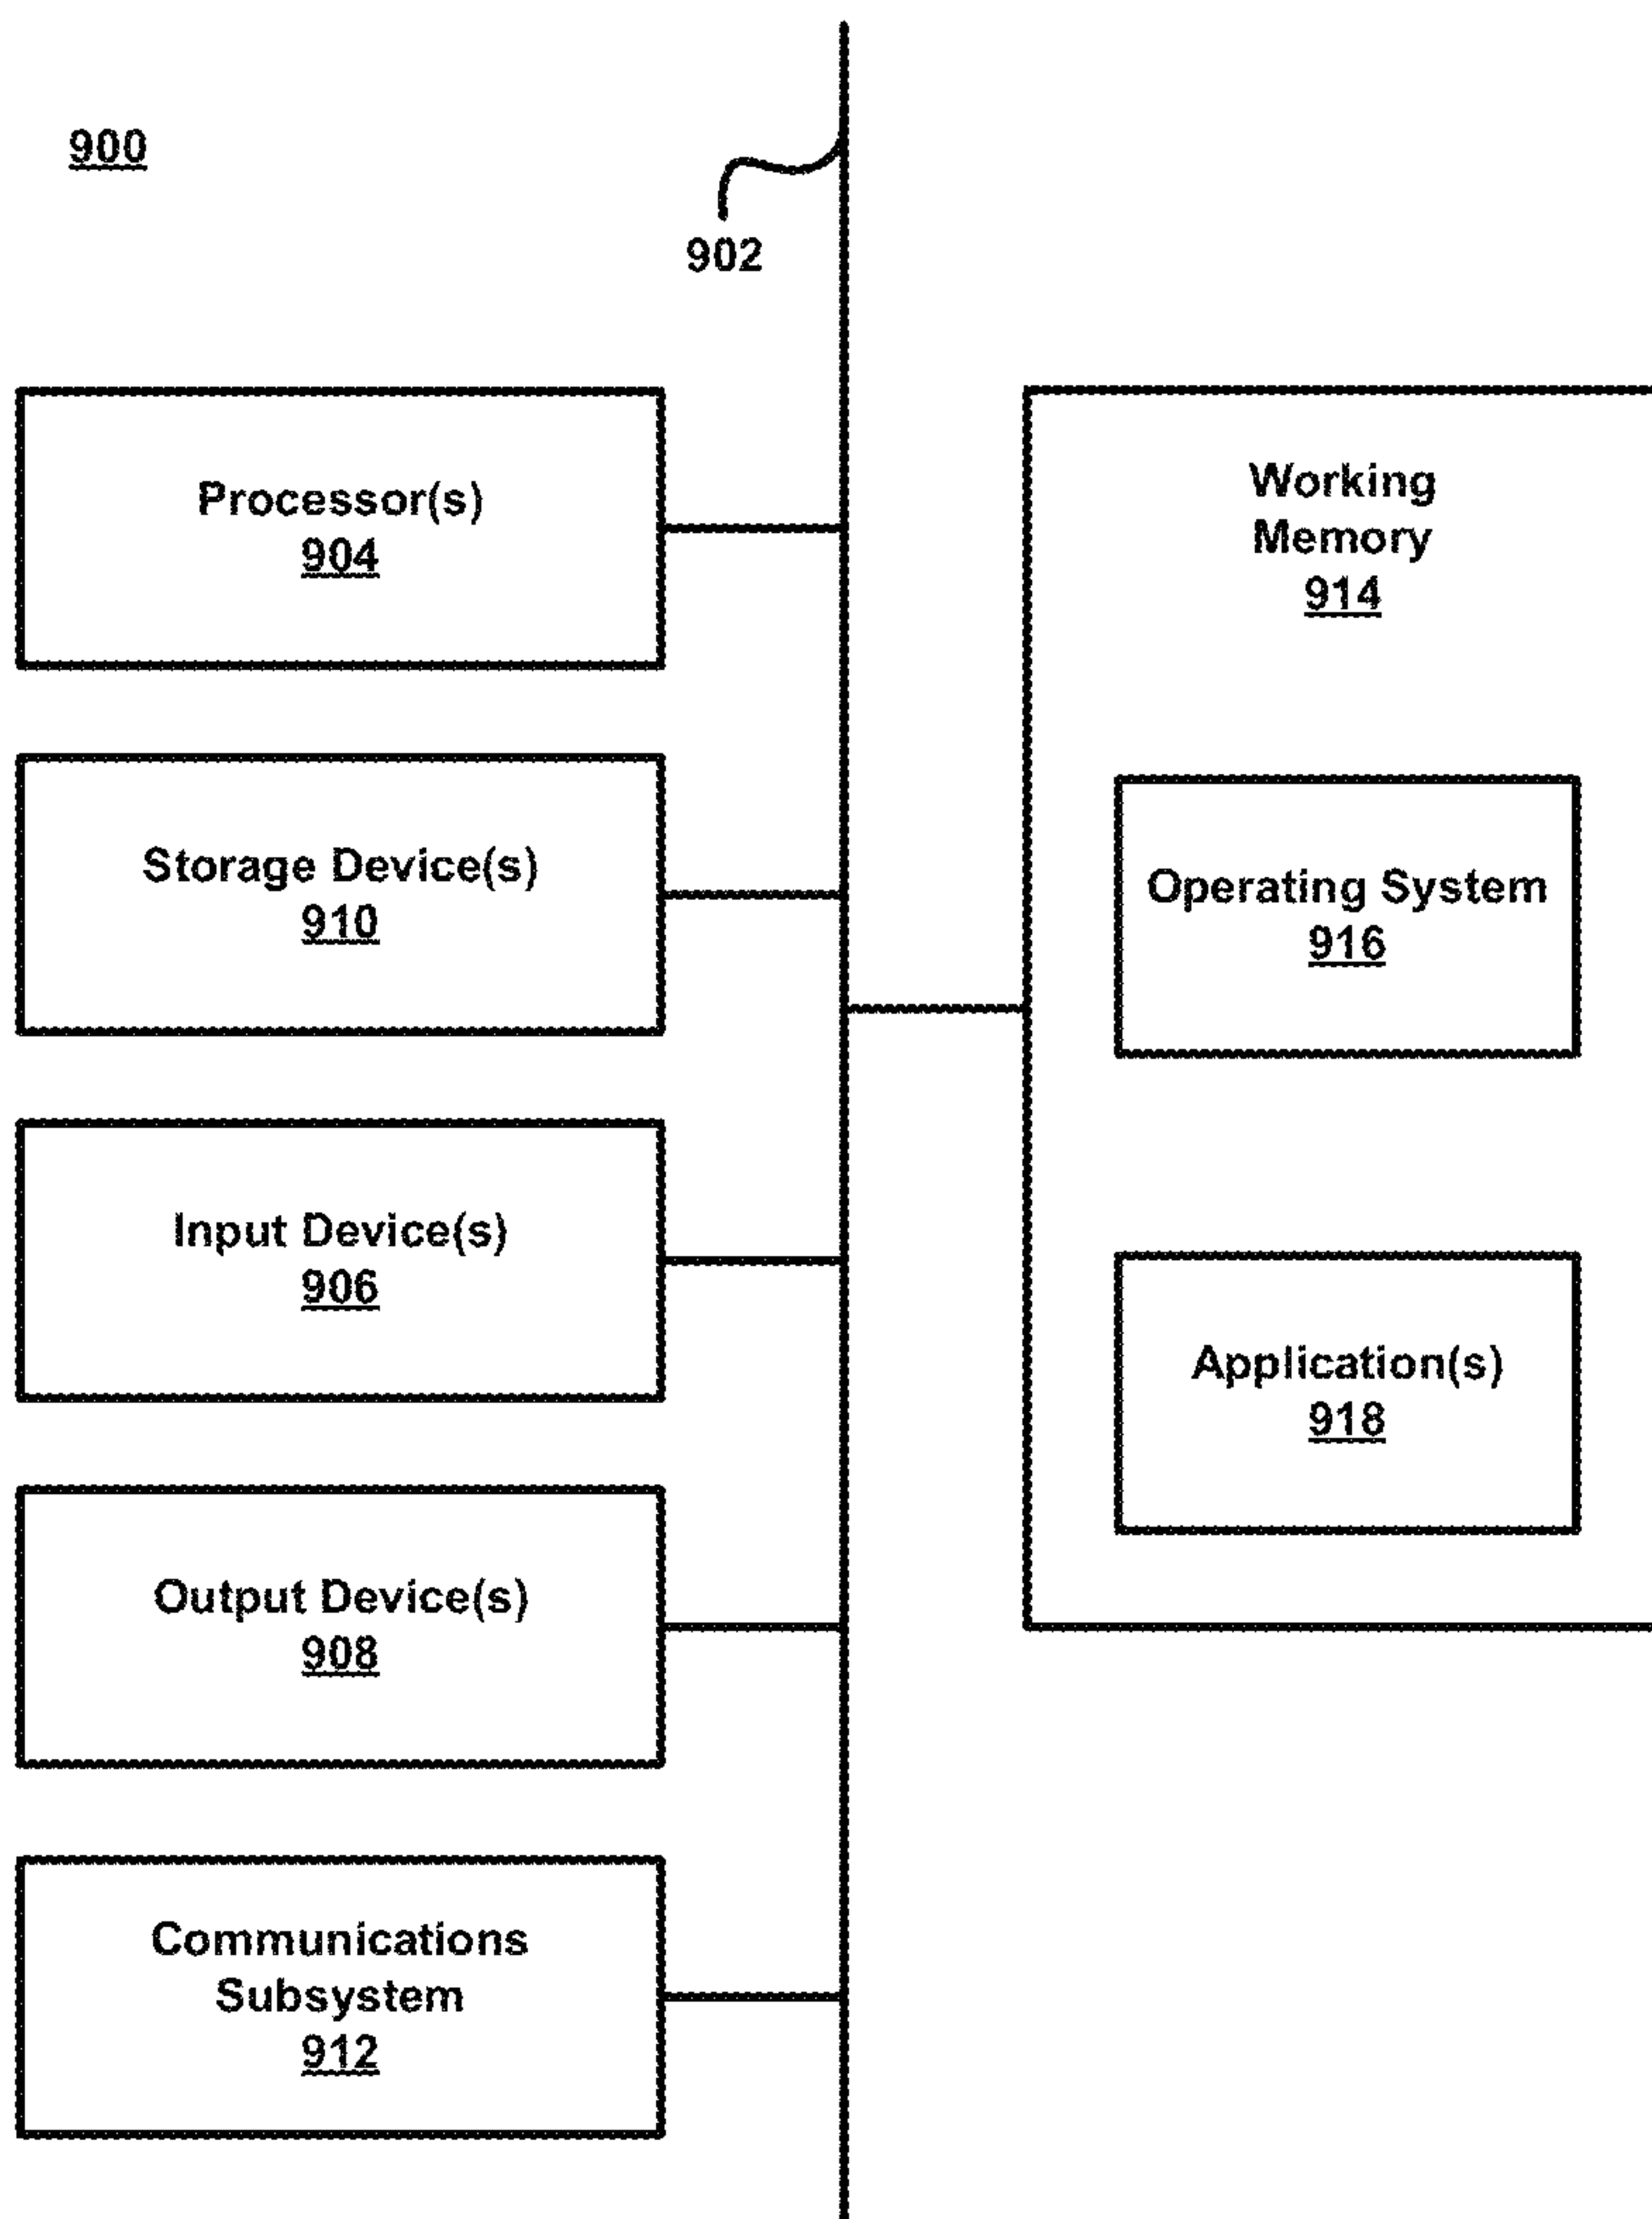 900
902
Processor(s)
904
Storage Device(s)
910
Input Device(s)
906
Output Device(s)
908
Communications
Subsystem
912
Working
Memory
914
Operating System
916
Application(s)
918